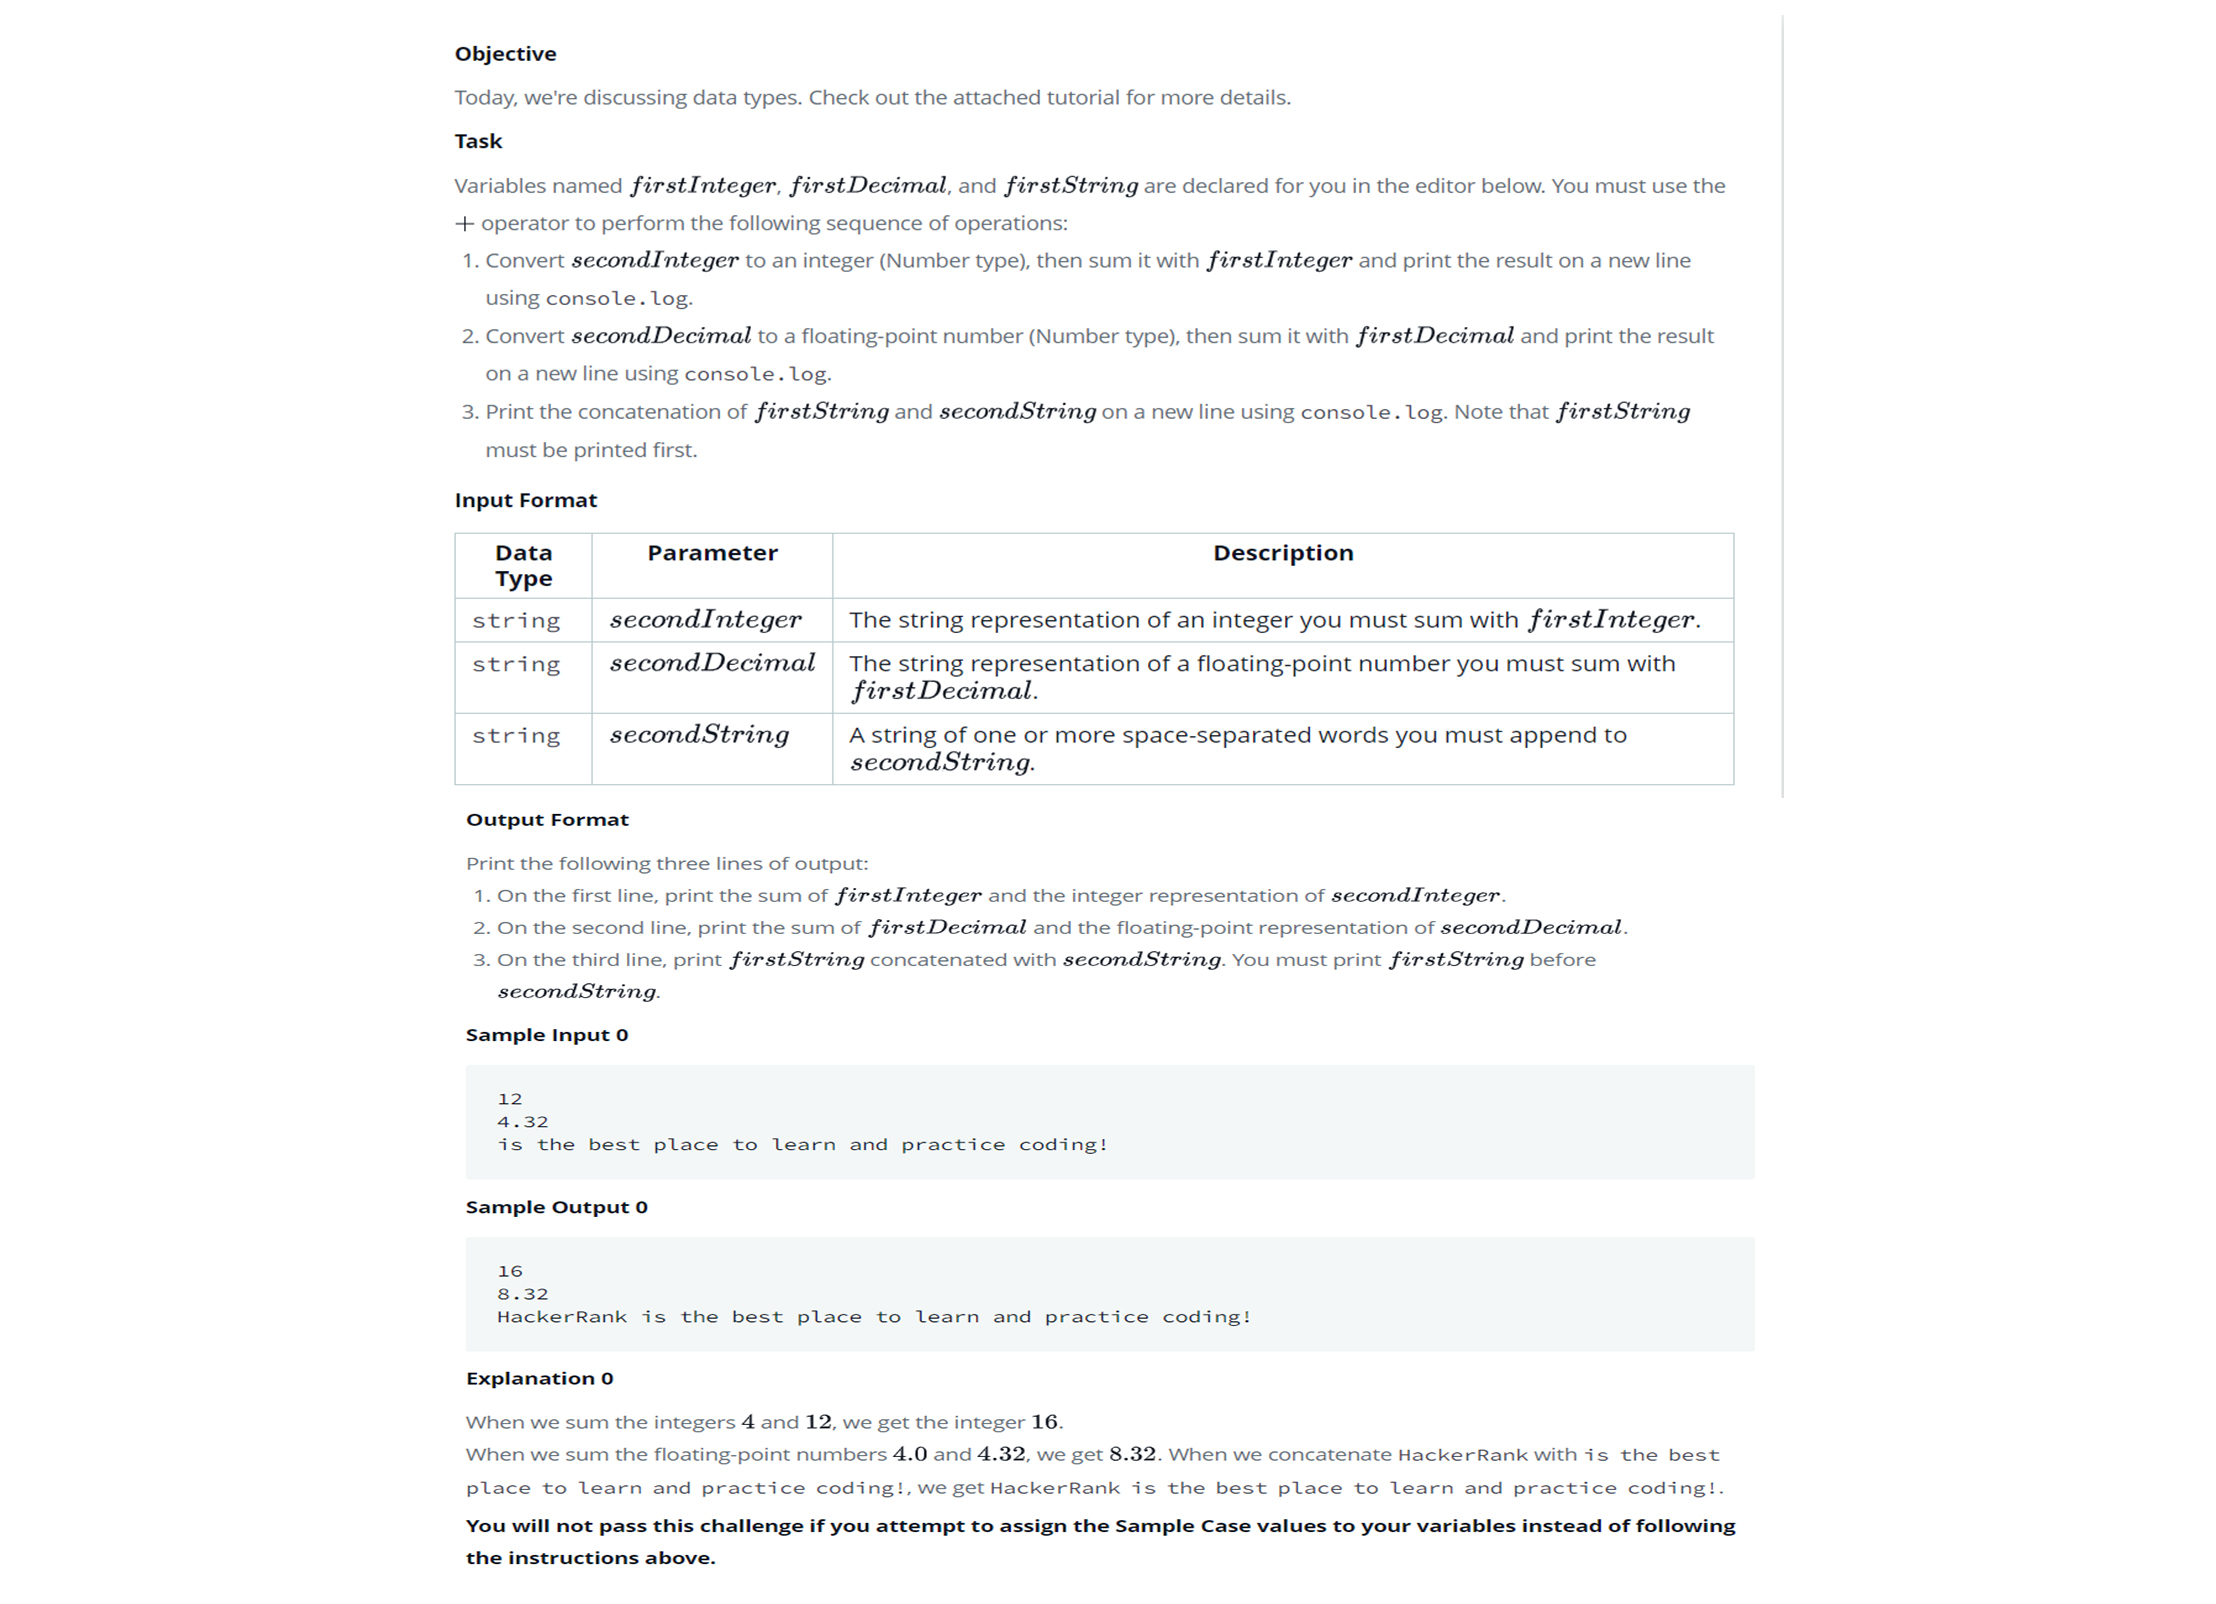 Objective
Today, we're discussing data types. Check out the attached tutorial for more details.
Task
Variables named firstInteger, firstDecimal, and firstString are declared for you in the editor below. You must use the
+ operator to perform the following sequence of operations:
1. Convert secondInteger to an integer (Number type), then sum it with firstInteger and print the result on a new line
using console.log.
2. Convert secondDecimal to a floating-point number (Number type), then sum it with firstDecimal and print the result
on a new line using console.log.
3. Print the concatenation of firstString and secondString on a new line using console.log. Note that firstString
must be printed first.
Input Format
Data Type Parameter Description
string secondInteger The string representation of an integer you must sum with firstInteger.
string secondDecimal The string representation of a floating-point number you must sum with
firstDecimal.
string secondString A string of one or more space-separated words you must append to
secondString.
Output Format
Print the following three lines of output:
1. On the first line, print the sum of firstInteger and the integer representation of secondInteger.
2. On the second line, print the sum of firstDecimal and the floating-point representation of secondDecimal.
3. On the third line, print firstString concatenated with secondString. You must print firstString before
secondString.
Sample Input 0
12
4.32
is the best place to learn and practice coding!
Sample Output 0
16
8.32
HackerRank is the best place to learn and practice coding!
Explanation 0
When we sum the integers 4 and 12, we get the integer 16.
When we sum the floating-point numbers 4.0 and 4.32, we get 8.32. When we concatenate HackerRank with is the best
place to learn and practice coding!, we get HackerRank is the best place to learn and practice coding!.
You will not pass this challenge if you attempt to assign the Sample Case values to your variables instead of following
the instructions above.